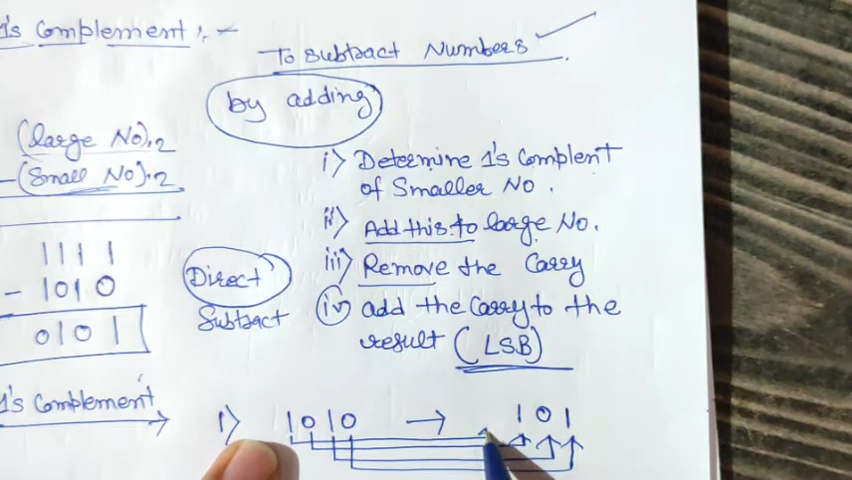 1's Complement :-
To Subtract Numbers
by adding
(large No).2
-(Small No).2
i) Determine 1's Complent
of Smaller No.
ii) Add this to large No.
iii) Remove the Carry
iv) add the Carry to the
result (LSB)
1111
- 1010
0101
Direct
Subtract
1's Complement
1) 1010 → 101